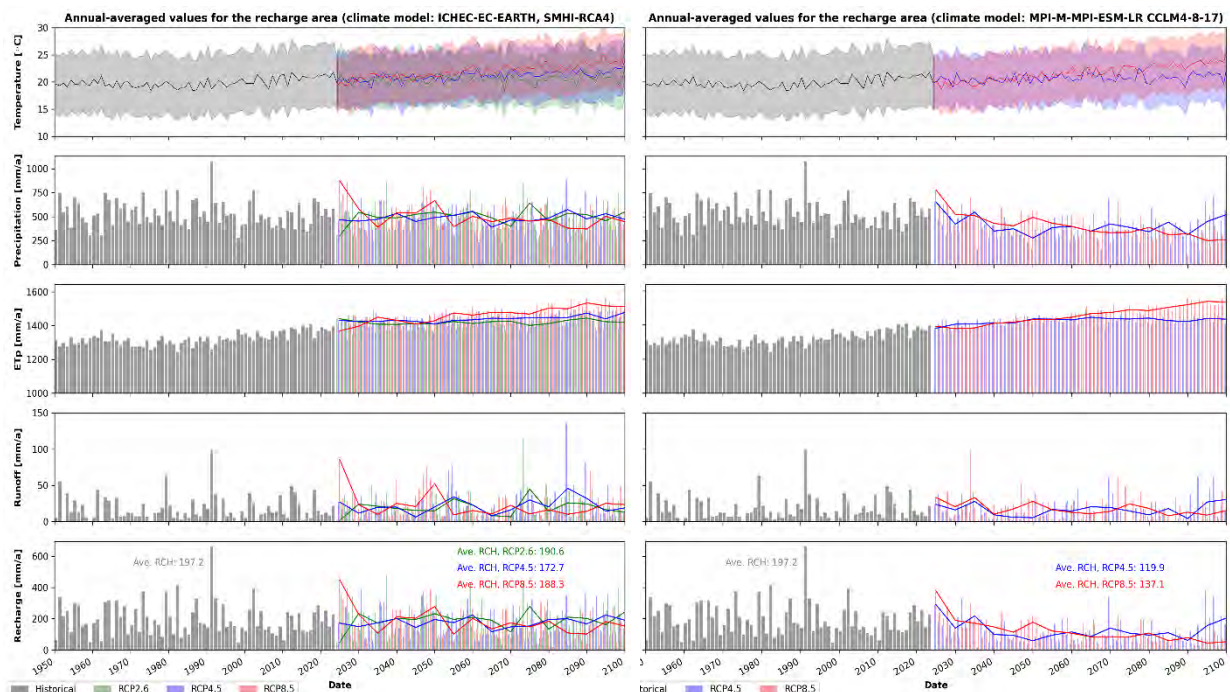 Annual-averaged values for the recharge area (climate model: ICHEC-EC-EARTH, SMHI-RCA4)
Temperature [◦C]
30
25
20
15
10
Precipitation [mm/a]
1000
750
500
250
0
ETp [mm/a]
1600
1400
1200
1000
Runoff [mm/a]
150
100
50
0
Recharge [mm/a]
600
400
200
0
Ave. RCH: 197.2
Ave. RCH, RCP2.6: 190.6
Ave. RCH, RCP4.5: 172.7
Ave. RCH, RCP8.5: 188.3
1950 1960 1970 1980 1990 2000 2010 2020 2030 2040 2050 2060 2070 2080 2090 2100
Date
Historical RCP2.6 RCP4.5 RCP8.5
Annual-averaged values for the recharge area (climate model: MPI-M-MPI-ESM-LR CCLM4-8-17)
Ave. RCH: 197.2
Ave. RCH, RCP4.5: 119.9
Ave. RCH, RCP8.5: 137.1
0 1960 1970 1980 1990 2000 2010 2020 2030 2040 2050 2060 2070 2080 2090 2100
Date
torical RCP4.5 RCP8.5